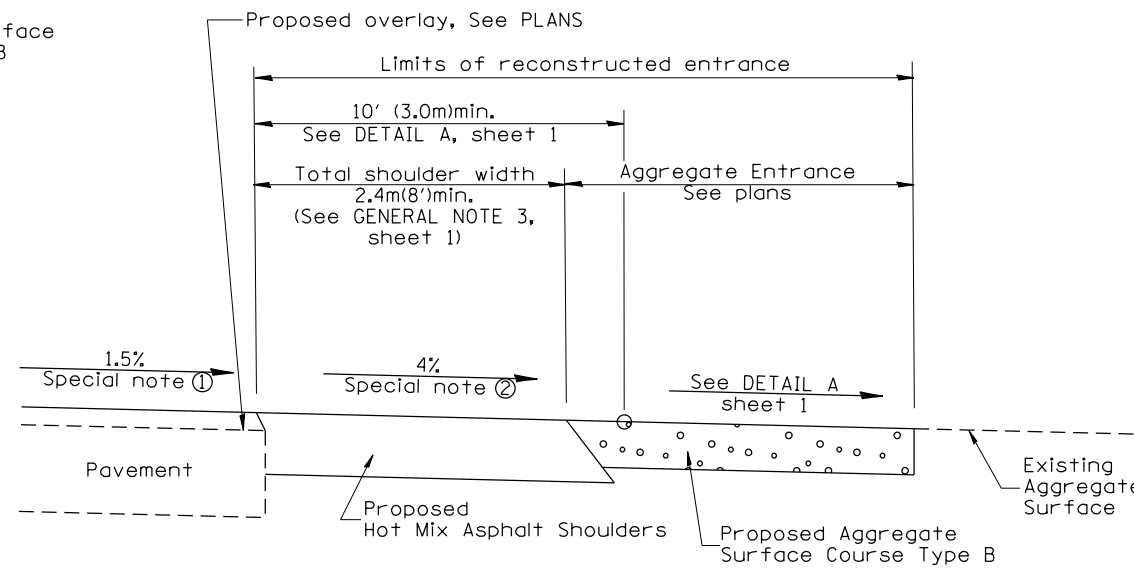 rface
B
Proposed overlay, See PLANS
Limits of reconstructed entrance
10' (3.0m)min.
See DETAIL A, sheet 1
Total shoulder width
2.4m(8')min.
(See GENERAL NOTE 3,
sheet 1)
Aggregate Entrance
See plans
1.5%
Special note ①
4%
Special note ②
See DETAIL A
sheet 1
Pavement
Proposed
Hot Mix Asphalt Shoulders
Proposed Aggregate
Surface Course Type B
Existing
Aggregate
Surface